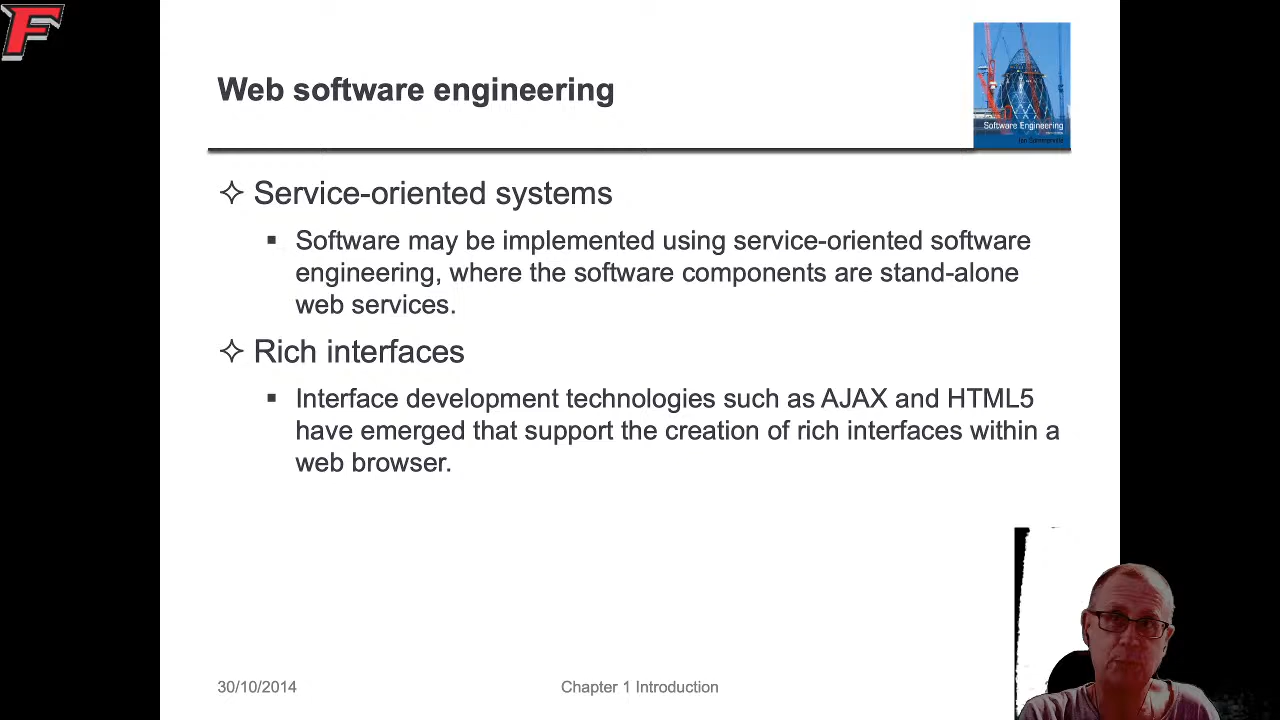 F
Web software engineering
Software Engineering
Ian Sommerville
Service-oriented systems
Software may be implemented using service-oriented software
engineering, where the software components are stand-alone
web services.
Rich interfaces
Interface development technologies such as AJAX and HTML5
have emerged that support the creation of rich interfaces within a
web browser.
30/10/2014
Chapter 1 Introduction